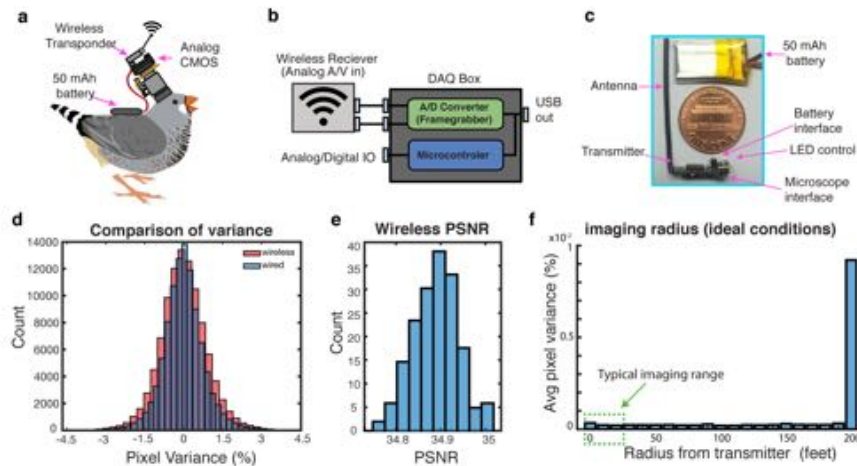 a
Wireless
Transponder
Analog
CMOS
50 mAh
battery
b
Wireless Reciever
(Analog A/V in)
DAQ Box
A/D Converter
(Framegrabber)
USB
out
Analog/Digital IO
Microcontroler
c
50 mAh
battery
Antenna
Battery
interface
Transmitter
LED control
Microscope
interface
d
Comparison of variance
14000
12000
10000
8000
6000
4000
2000
0
Count
wireless
wired
-4.5
-3
-1.5
0
1.5
3
4.5
Pixel Variance (%)
e
Wireless PSNR
40
35
30
25
20
15
10
5
0
Count
34.8
34.9
35
PSNR
f
imaging radius (ideal conditions)
1
0.5
0
Avg pixel variance (%)
Typical imaging range
0
50
100
150
200
Radius from transmitter (feet)